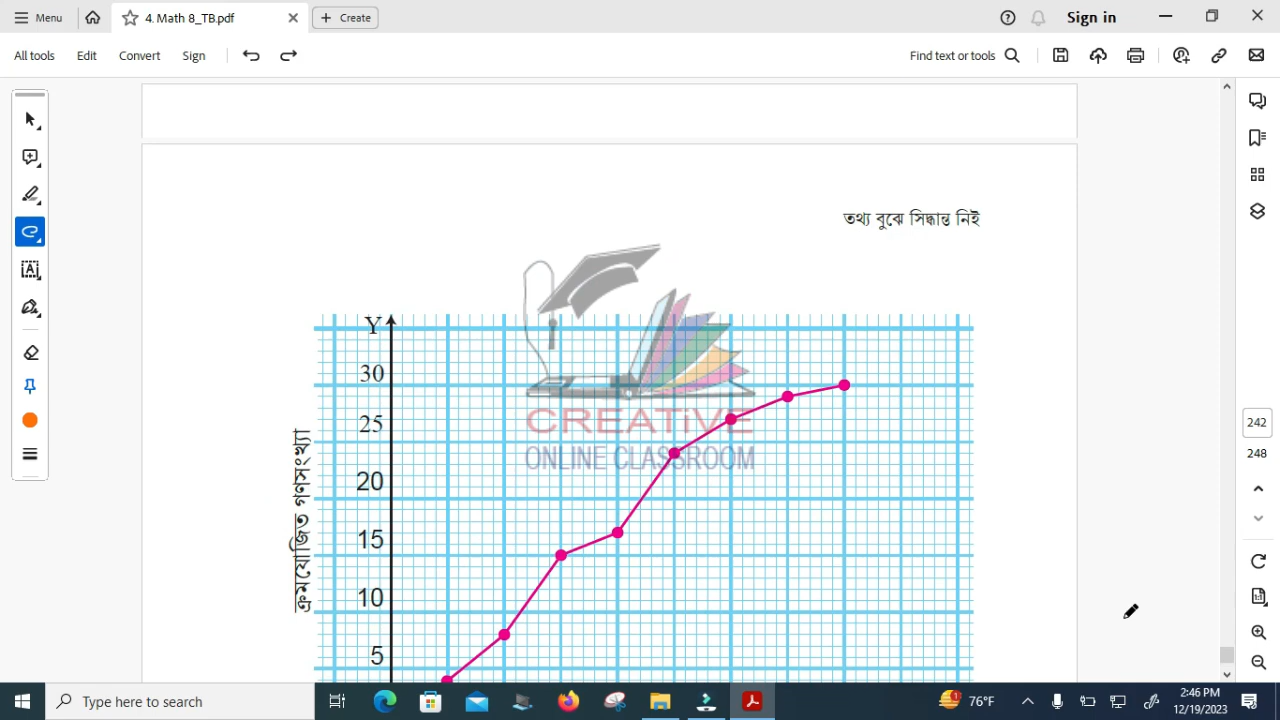 Menu
4. Math 8_TB.pdf
Create
Sign in
All tools
Edit
Convert
Sign
Find text or tools
তথ্য বুঝে সিদ্ধান্ত নিই
Y
30
25
20
15
10
5
ক্রমযোজিত গণসংখ্যা
CREATiVE
ONLINE CLASSROOM
242
248
Type here to search
1
76°F
2:46 PM
12/19/2023